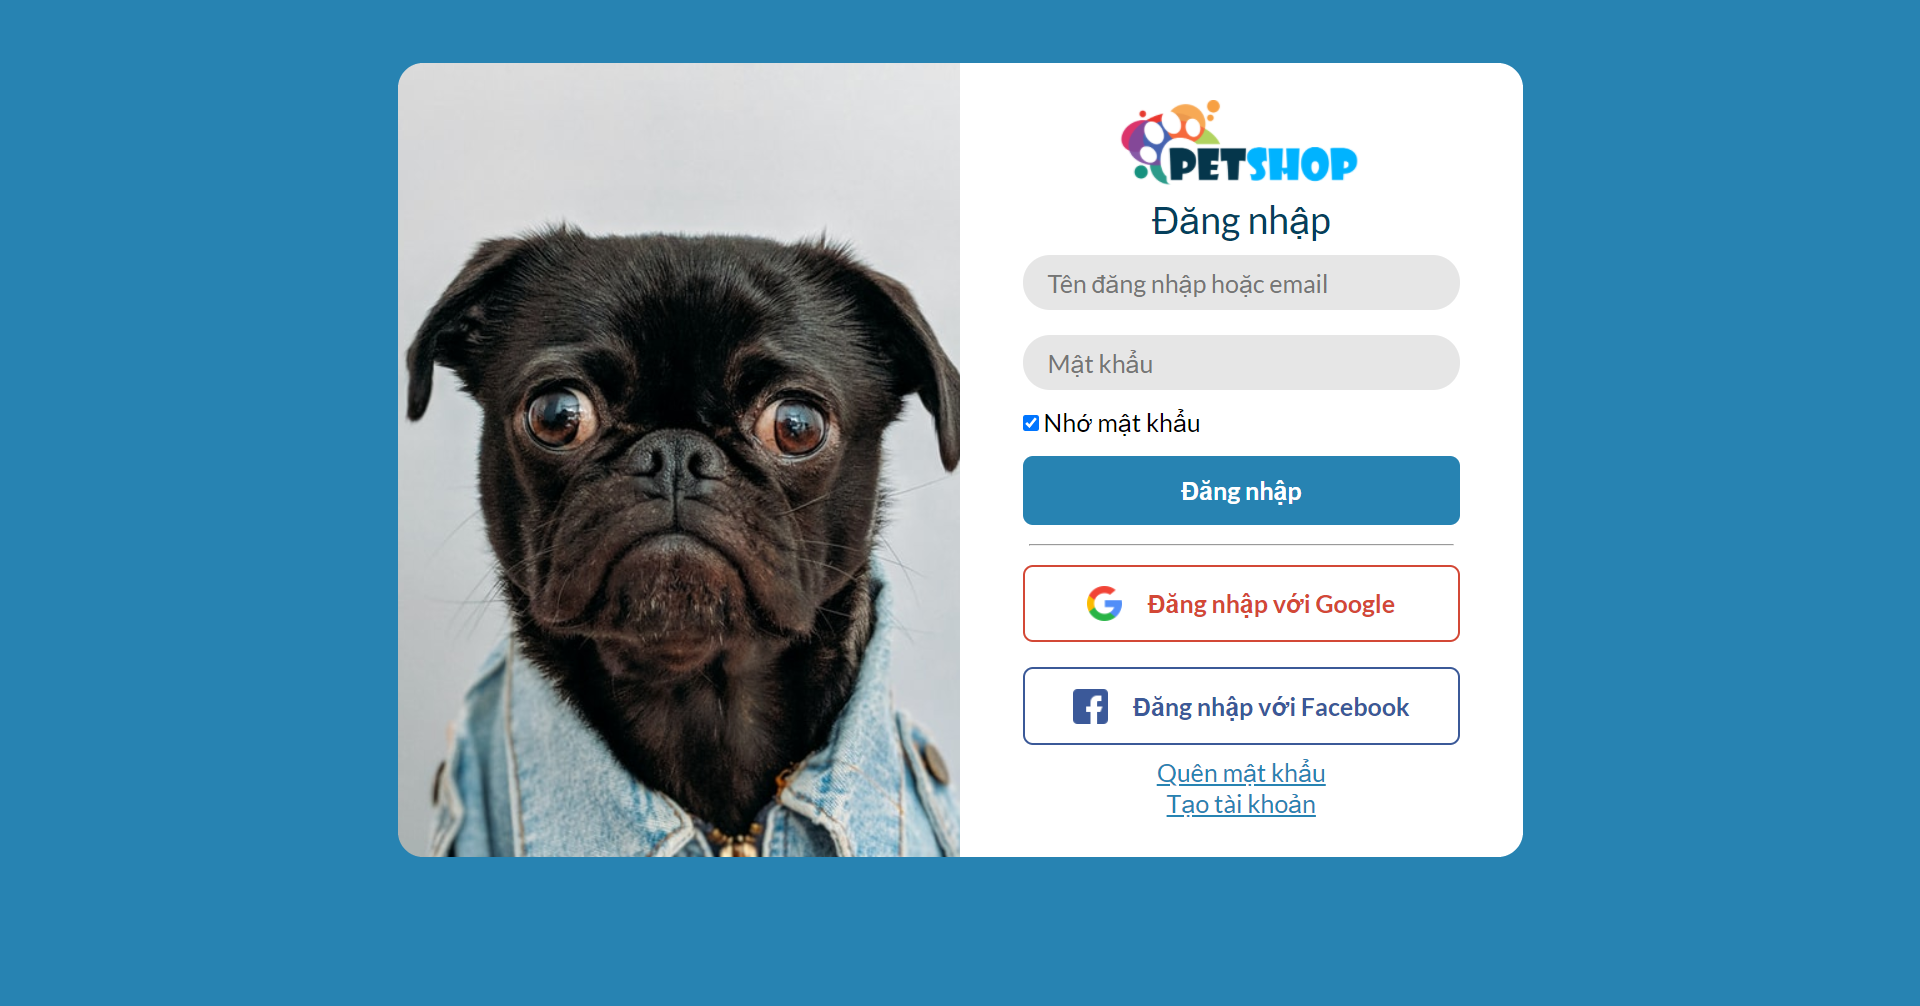 PETSHOP
Đăng nhập
Tên đăng nhập hoặc email
Mật khẩu
Nhớ mật khẩu
Đăng nhập
Đăng nhập với Google
Đăng nhập với Facebook
Quên mật khẩu
Tạo tài khoản